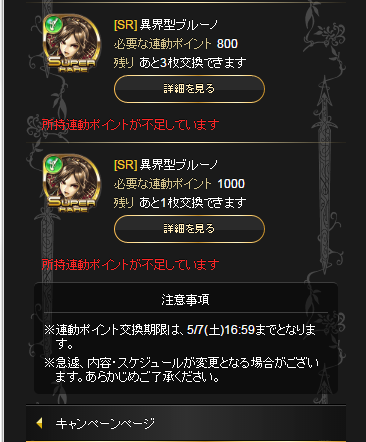 [SR] 異界型ブルーノ
必要な連動ポイント 800
残り あと3枚交換できます
SUPER RARE
詳細を見る
所持連動ポイントが不足しています
[SR] 異界型ブルーノ
必要な連動ポイント 1000
残り あと1枚交換できます
SUPER RARE
詳細を見る
所持連動ポイントが不足しています
注意事項
※連動ポイント交換期限は、5/7(土)16:59までとなりま
す。
※急遽、内容・スケジュールが変更となる場合がござい
ます。あらかじめご了承ください。
キャンペーンページ